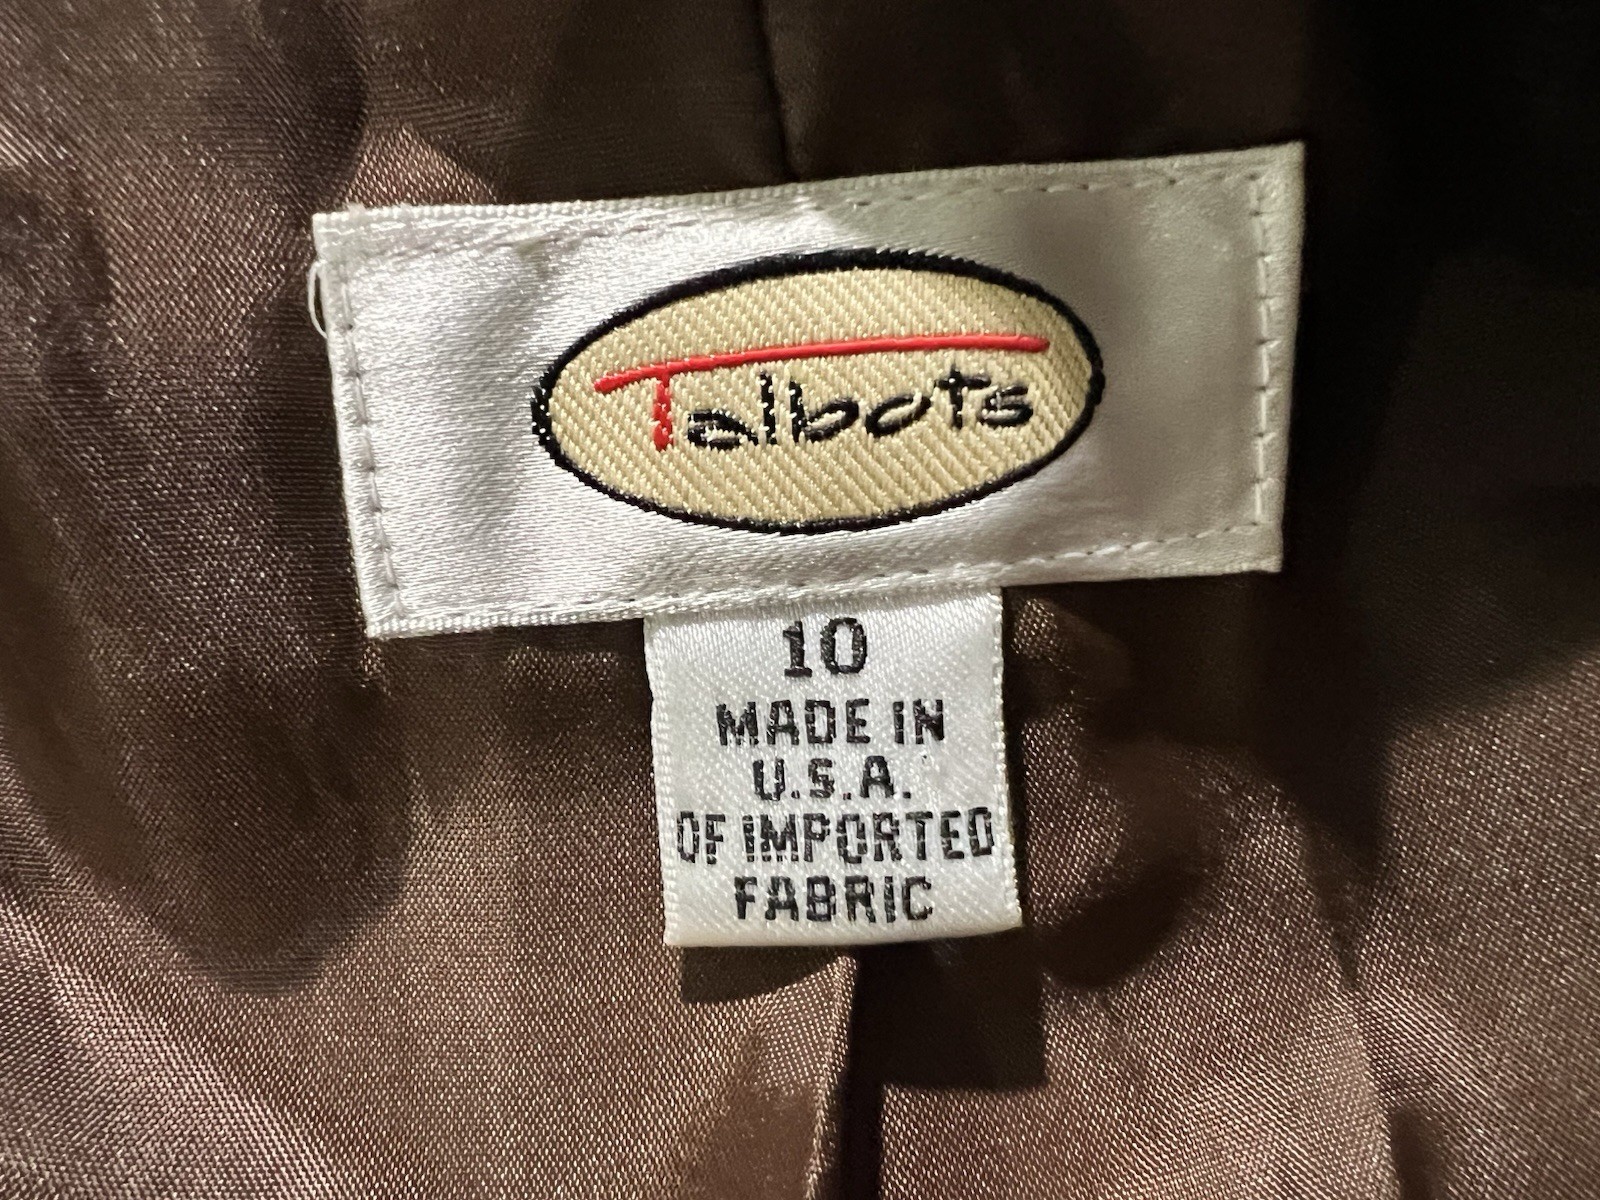 Talbots
10
MADE IN
U.S.A.
OF IMPORTED
FABRIC